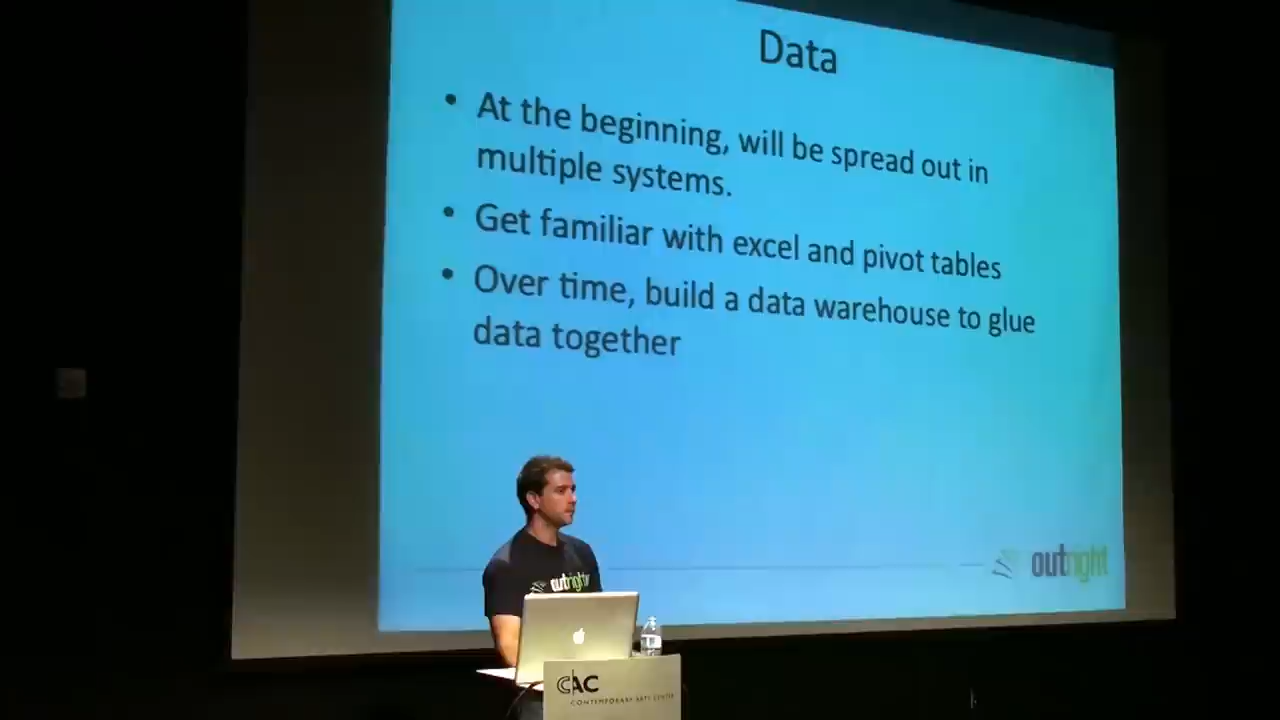 Data
• At the beginning, will be spread out in
multiple systems.
• Get familiar with excel and pivot tables
• Over time, build a data warehouse to glue
data together
outright
outright
CAC
CONTEMPORARY ARTS CENTER